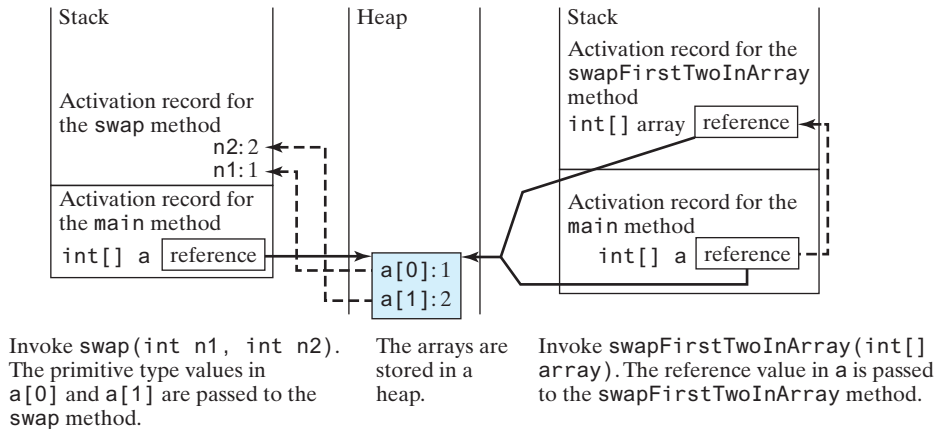 Stack
Activation record for
the swap method
n2: 2
n1: 1
Activation record for
the main method
int[] a reference
Heap
a[0]: 1
a[1]: 2
Stack
Activation record for the
swapFirstTwoInArray
method
int[] array reference
Activation record for the
main method
int[] a reference
Invoke swap(int n1, int n2).
The primitive type values in
a[0] and a[1] are passed to the
swap method.
The arrays are
stored in a
heap.
Invoke swapFirstTwoInArray(int[]
array). The reference value in a is passed
to the swapFirstTwoInArray method.